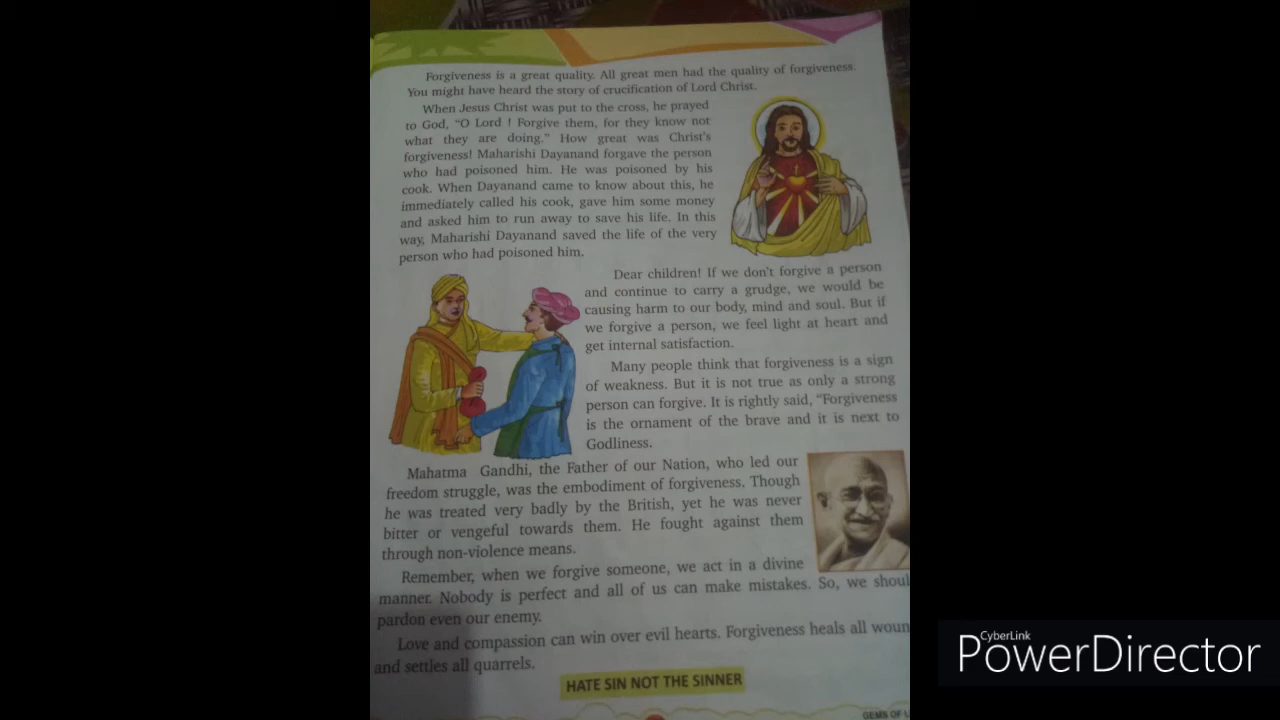 Forgiveness is a great quality. All great men had the quality of forgiveness.
You might have heard the story of crucification of Lord Christ.
When Jesus Christ was put to the cross, he prayed
to God, "O Lord ! Forgive them, for they know not
what they are doing." How great was Christ's
forgiveness! Maharishi Dayanand forgave the person
who had poisoned him. He was poisoned by his
cook. When Dayanand came to know about this, he
immediately called his cook, gave him some money
and asked him to run away to save his life. In this
way, Maharishi Dayanand saved the life of the very
person who had poisoned him.
Dear children! If we don't forgive a person
and continue to carry a grudge, we would be
causing harm to our body, mind and soul. But if
we forgive a person, we feel light at heart and
get internal satisfaction.
Many people think that forgiveness is a sign
of weakness. But it is not true as only a strong
person can forgive. It is rightly said, "Forgiveness
is the ornament of the brave and it is next to
Godliness.
Mahatma Gandhi, the Father of our Nation, who led our
freedom struggle, was the embodiment of forgiveness. Though
he was treated very badly by the British, yet he was never
bitter or vengeful towards them. He fought against them
through non-violence means.
Remember, when we forgive someone, we act in a divine
manner. Nobody is perfect and all of us can make mistakes. So, we shoul
pardon even our enemy.
Love and compassion can win over evil hearts. Forgiveness heals all woun
and settles all quarrels.
HATE SIN NOT THE SINNER
GEMS OF L
CyberLink
PowerDirector